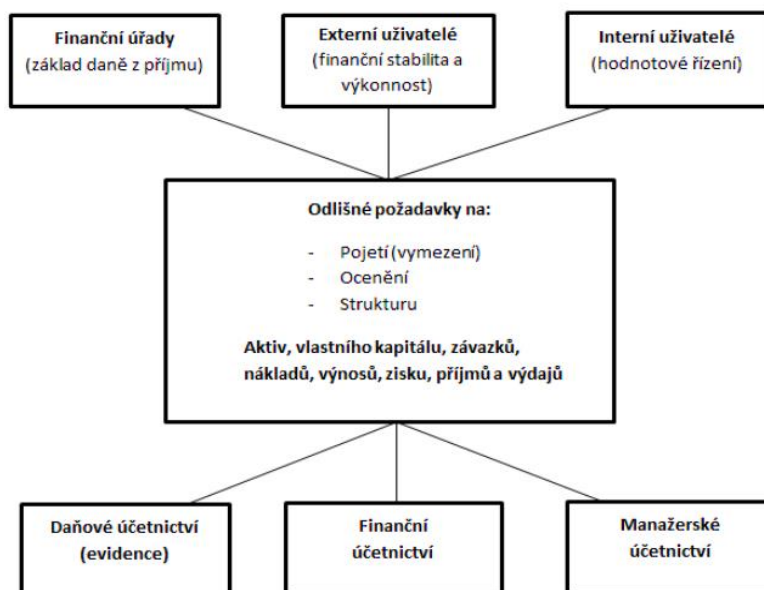 Finanční úřady
(základ daně z příjmu)
Externí uživatelé
(finanční stabilita a
výkonnost)
Interní uživatelé
(hodnotové řízení)
Odlišné požadavky na:
- Pojetí (vymezení)
- Ocenění
- Strukturu
Aktiv, vlastního kapitálu, závazků,
nákladů, výnosů, zisku, příjmů a výdajů
Daňové účetnictví
(evidence)
Finanční
účetnictví
Manažerské
účetnictví